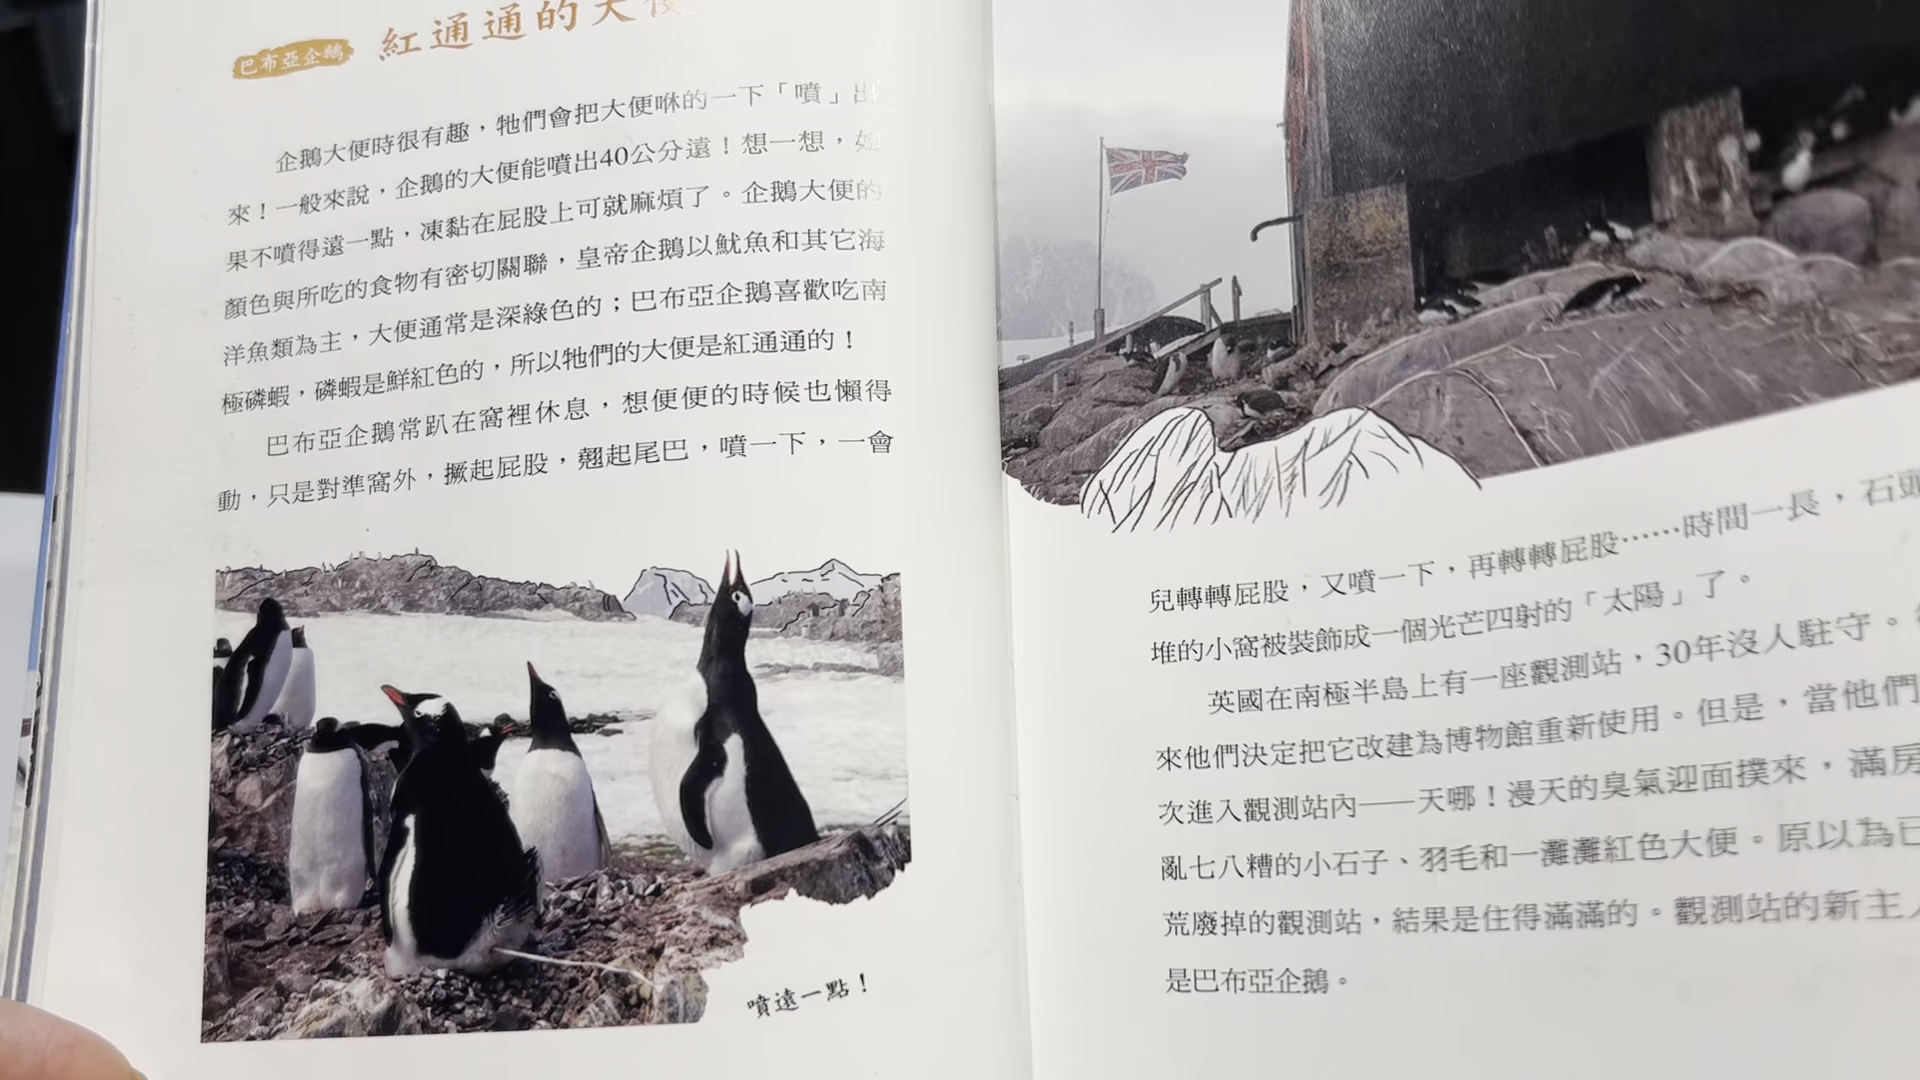 巴布亞企鵝
紅通通的大便
企鵝大便時很有趣，牠們會把大便咻的一下「噴」出
來！一般來說，企鵝的大便能噴出40公分遠！想一想，如
果不噴得遠一點，凍黏在屁股上可就麻煩了。企鵝大便的
顏色與所吃的食物有密切關聯，皇帝企鵝以魷魚和其它海
洋魚類為主，大便通常是深綠色的；巴布亞企鵝喜歡吃南
極磷蝦，磷蝦是鮮紅色的，所以牠們的大便是紅通通的！
巴布亞企鵝常趴在窩裡休息，想便便的時候也懶得
動，只是對準窩外，撅起屁股，翹起尾巴，噴一下，一會
噴遠一點！
兒轉轉屁股，又噴一下，再轉轉屁股……時間一長，石頭
堆的小窩被裝飾成一個光芒四射的「太陽」了。
英國在南極半島上有一座觀測站，30年沒人駐守。
來他們決定把它改建為博物館重新使用。但是，當他們
次進入觀測站內——天哪！漫天的臭氣迎面撲來，滿房
亂七八糟的小石子、羽毛和一灘灘紅色大便。原以為已
荒廢掉的觀測站，結果是住得滿滿的。觀測站的新主
是巴布亞企鵝。